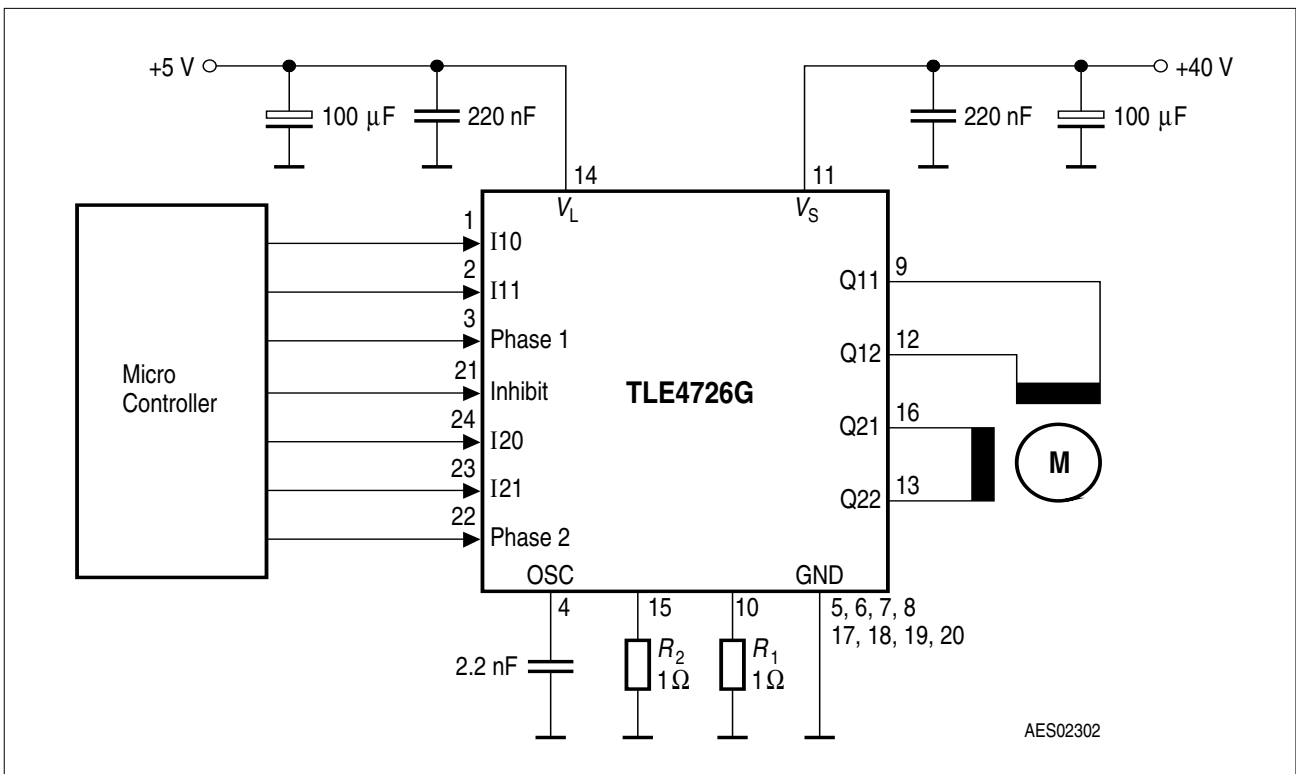 +5 V
+40 V
100 μF
220 nF
220 nF
100 μF
14
11
V_L
V_S
1
I10
2
I11
3
Phase 1
21
Inhibit
24
I20
23
I21
22
Phase 2
Micro
Controller
TLE4726G
Q11
9
Q12
12
Q21
16
Q22
13
M
OSC
GND
4
15
10
5, 6, 7, 8
17, 18, 19, 20
2.2 nF
R_2
1Ω
R_1
1Ω
AES02302